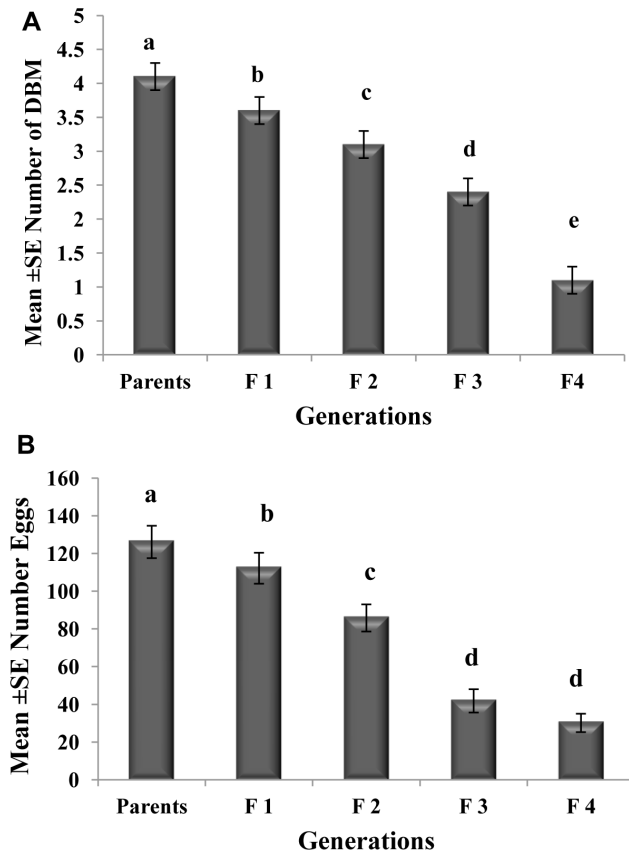 A
Mean ±SE Number of DBM
5
4.5
4
3.5
3
2.5
2
1.5
1
0.5
0
a
b
c
d
e
Parents F 1 F 2 F 3 F4
Generations
B
Mean ±SE Number Eggs
160
140
120
100
80
60
40
20
0
a
b
c
d
d
Parents F 1 F 2 F 3 F 4
Generations